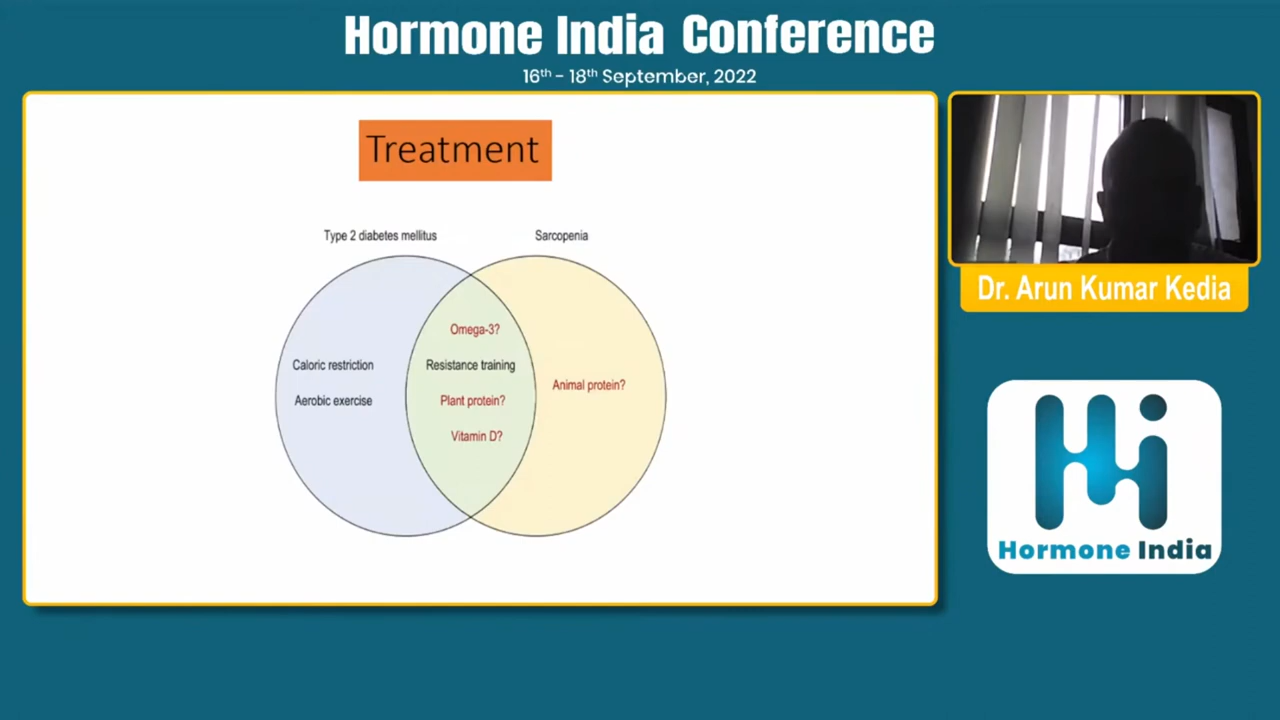 Hormone India Conference
16th - 18th September, 2022
Treatment
Type 2 diabetes mellitus
Sarcopenia
Omega-3?
Caloric restriction
Resistance training
Animal protein?
Aerobic exercise
Plant protein?
Vitamin D?
Dr. Arun Kumar Kedia
Hi
Hormone India